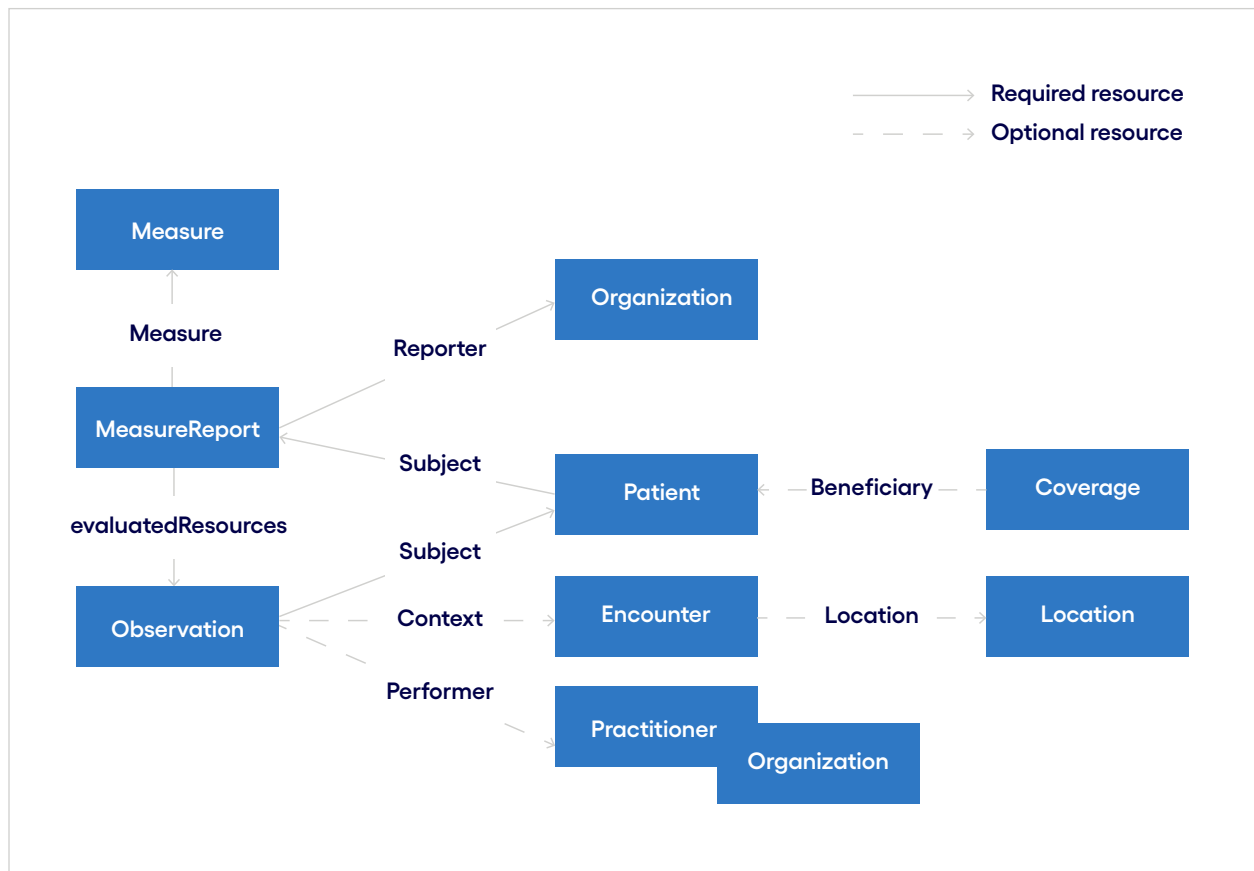 Required resource
Optional resource
Measure
Organization
Measure
Reporter
MeasureReport
Subject
Patient
Beneficiary
Coverage
evaluatedResources
Subject
Observation
Context
Encounter
Location
Location
Performer
Practitioner
Organization